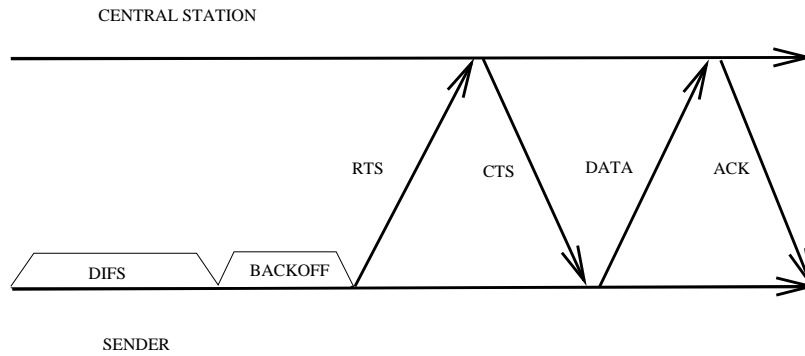 CENTRAL STATION
RTS
CTS
DATA
ACK
DIFS
BACKOFF
SENDER